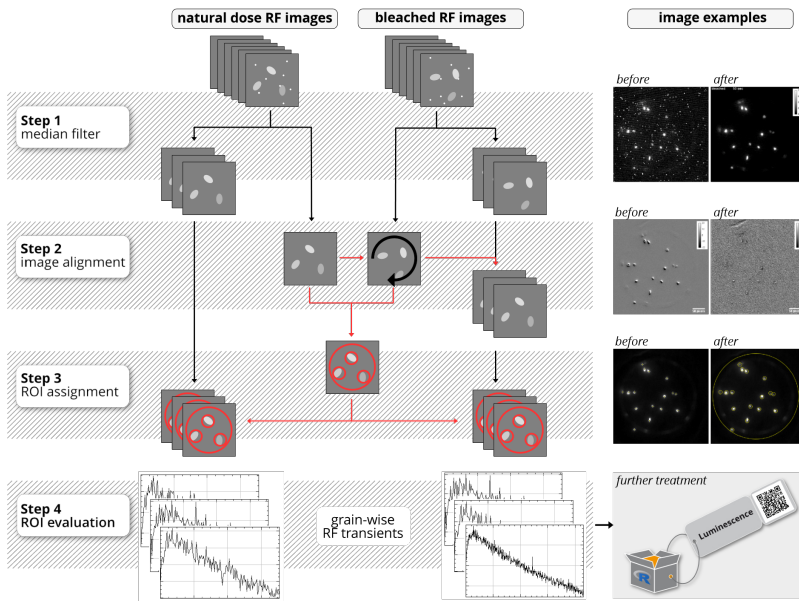 natural dose RF images
bleached RF images
image examples
before
after
Step 1
median filter
before
after
Step 2
image alignment
before
after
Step 3
ROI assignment
further treatment
Step 4
ROI evaluation
grain-wise
RF transients
Luminescence
R